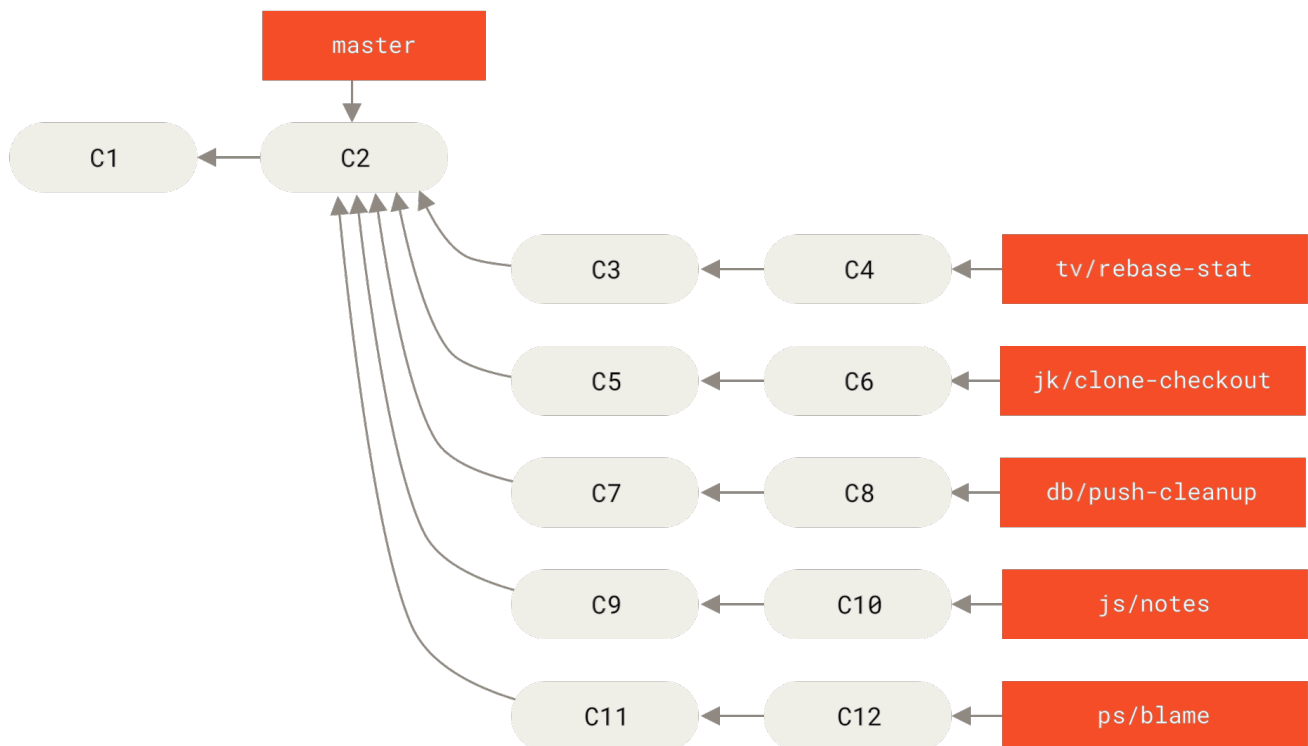 master
C1
C2
C3
C4
tv/rebase-stat
C5
C6
jk/clone-checkout
C7
C8
db/push-cleanup
C9
C10
js/notes
C11
C12
ps/blame